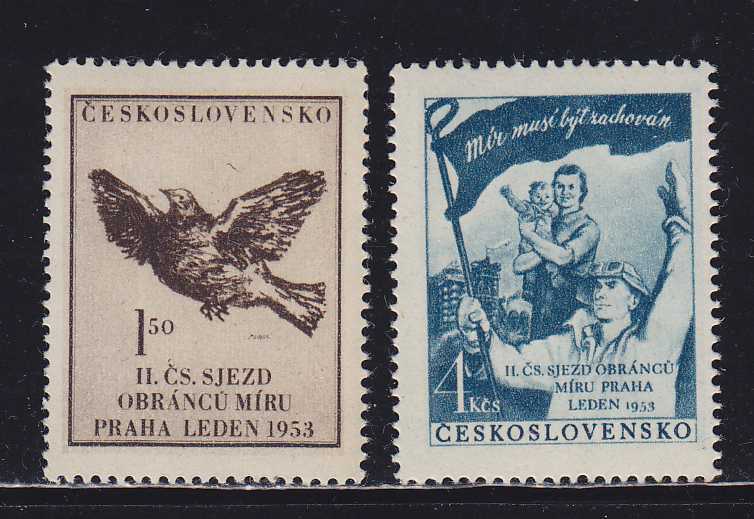 ČESKOSLOVENSKO
1 50
II. ČS. SJEZD
OBRÁNCŮ MÍRU
PRAHA LEDEN 1953
Mír musí být zachován
II. ČS. SJEZD OBRÁNCŮ
MÍRU PRAHA
LEDEN 1953
4 KČS
ČESKOSLOVENSKO